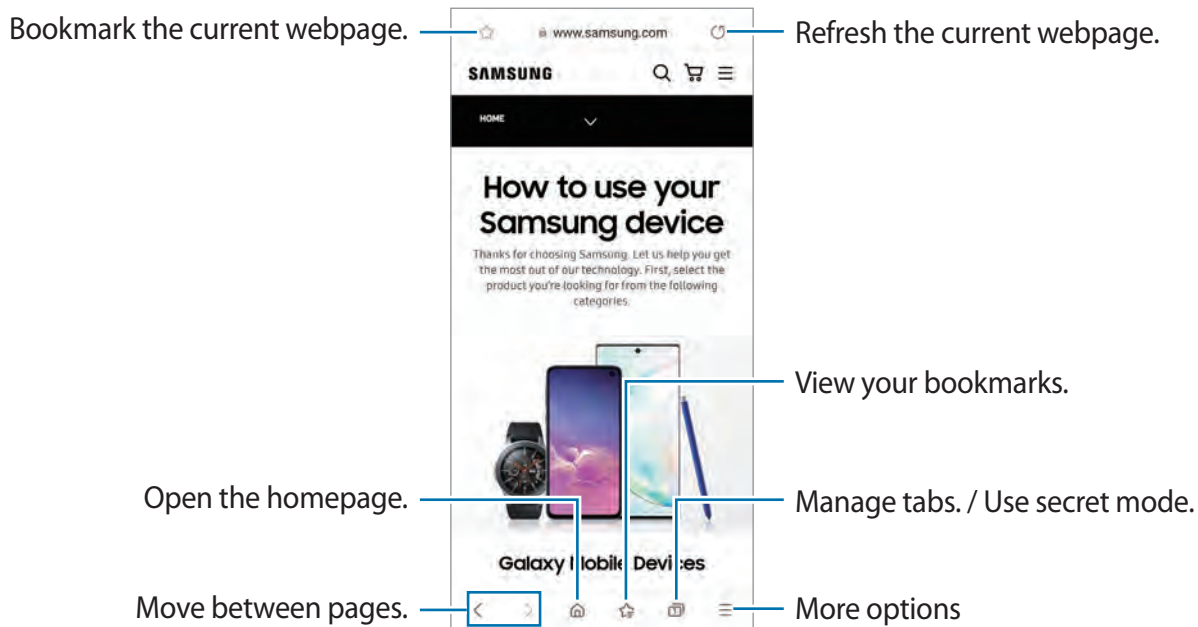 Bookmark the current webpage.
www.samsung.com
Refresh the current webpage.
SAMSUNG
HOME
How to use your
Samsung device
Thanks for choosing Samsung. Let us help you get
the most out of our technology. First, select the
product you're looking for from the following
categories.
View your bookmarks.
Open the homepage.
Manage tabs. / Use secret mode.
Galaxy Mobile Devices
Move between pages.
1
More options